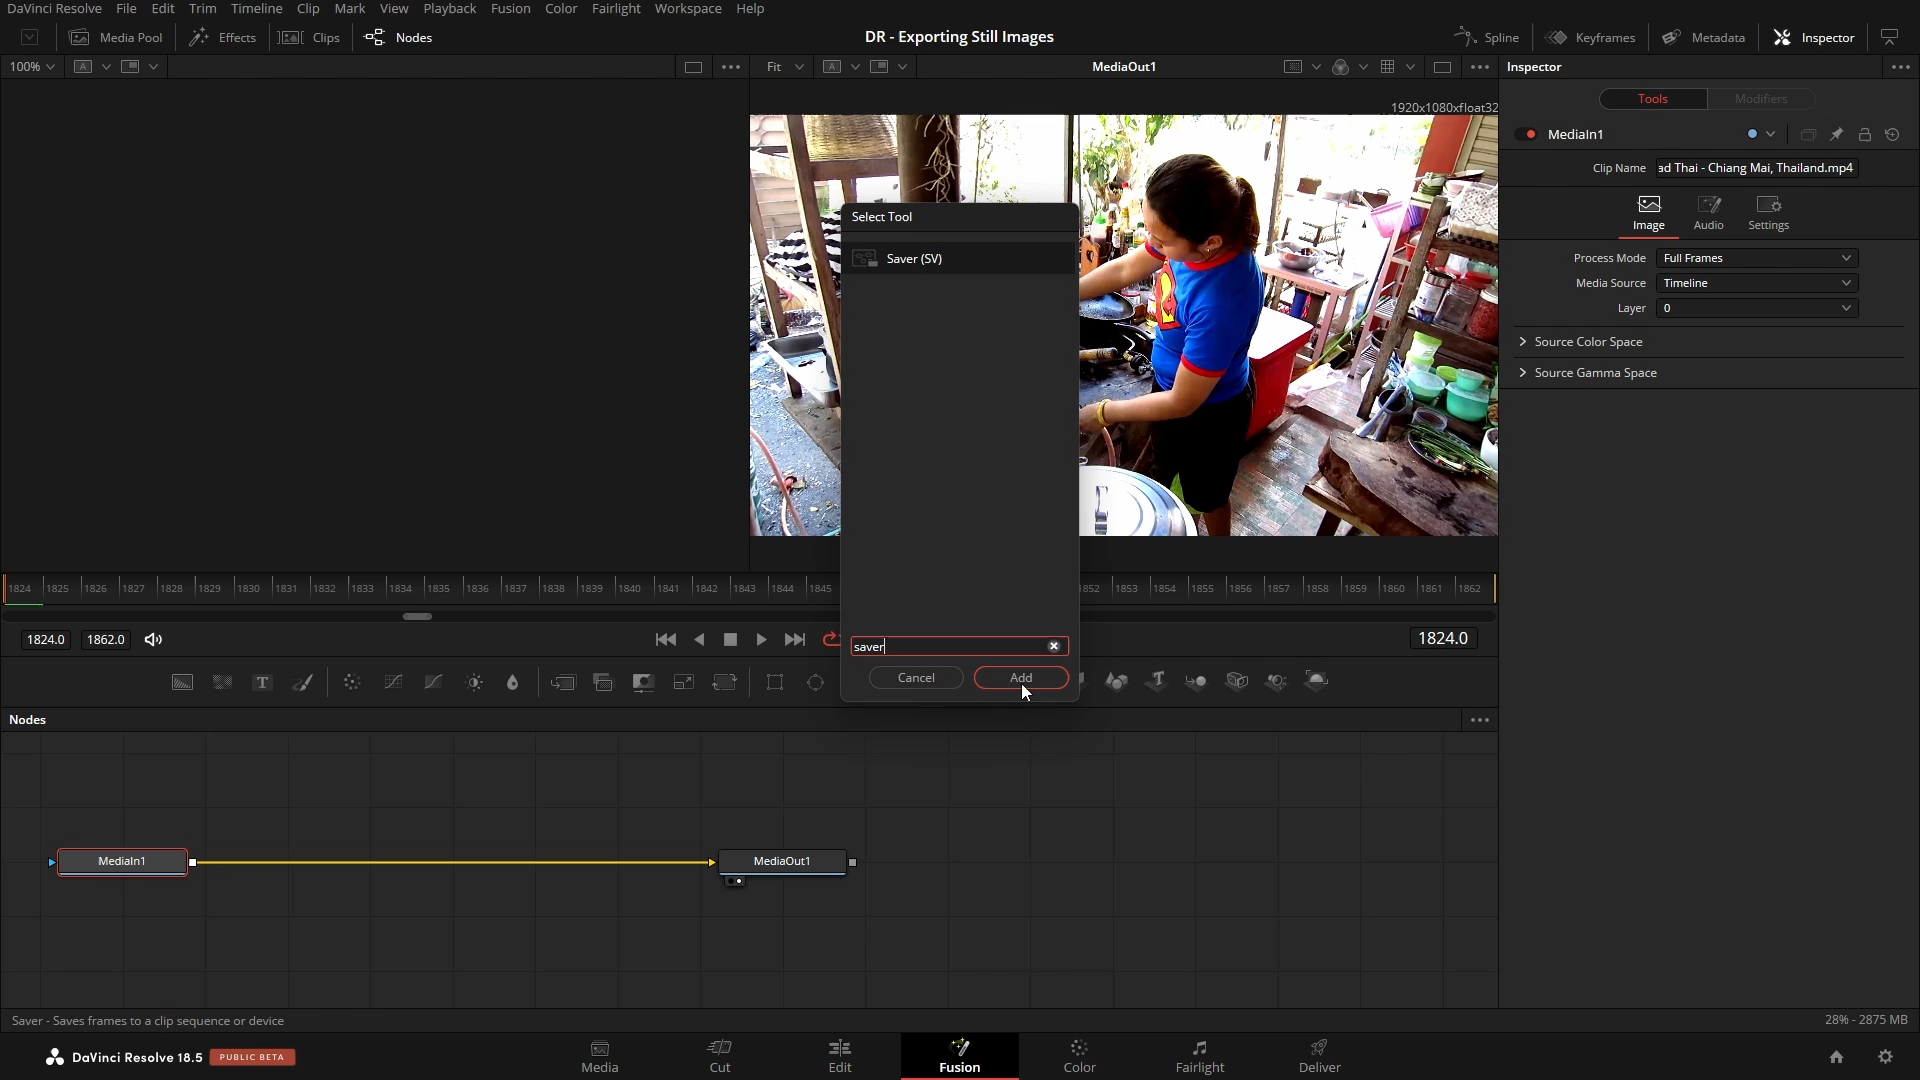 DaVinci Resolve File Edit Trim Timeline Clip Mark View Playback Fusion Color Fairlight Workspace Help
Media Pool Effects Clips Nodes DR - Exporting Still Images Spline Keyframes Metadata Inspector
100% A Fit A MediaOut1 Inspector
1920x1080xfloat32
Tools Modifiers
MediaIn1
Clip Name ad Thai - Chiang Mai, Thailand.mp4
Image Audio Settings
Process Mode Full Frames
Media Source Timeline
Layer 0
Source Color Space
Source Gamma Space
Select Tool
Saver (SV)
1824 1825 1826 1827 1828 1829 1830 1831 1832 1833 1834 1835 1836 1837 1838 1839 1840 1841 1842 1843 1844 1845 1852 1853 1854 1855 1856 1857 1858 1859 1860 1861 1862
1824.0 1862.0 1824.0
saver
Cancel Add
T T
Nodes
MediaIn1 MediaOut1
Saver - Saves frames to a clip sequence or device 28% - 2875 MB
DaVinci Resolve 18.5 PUBLIC BETA Media Cut Edit Fusion Color Fairlight Deliver